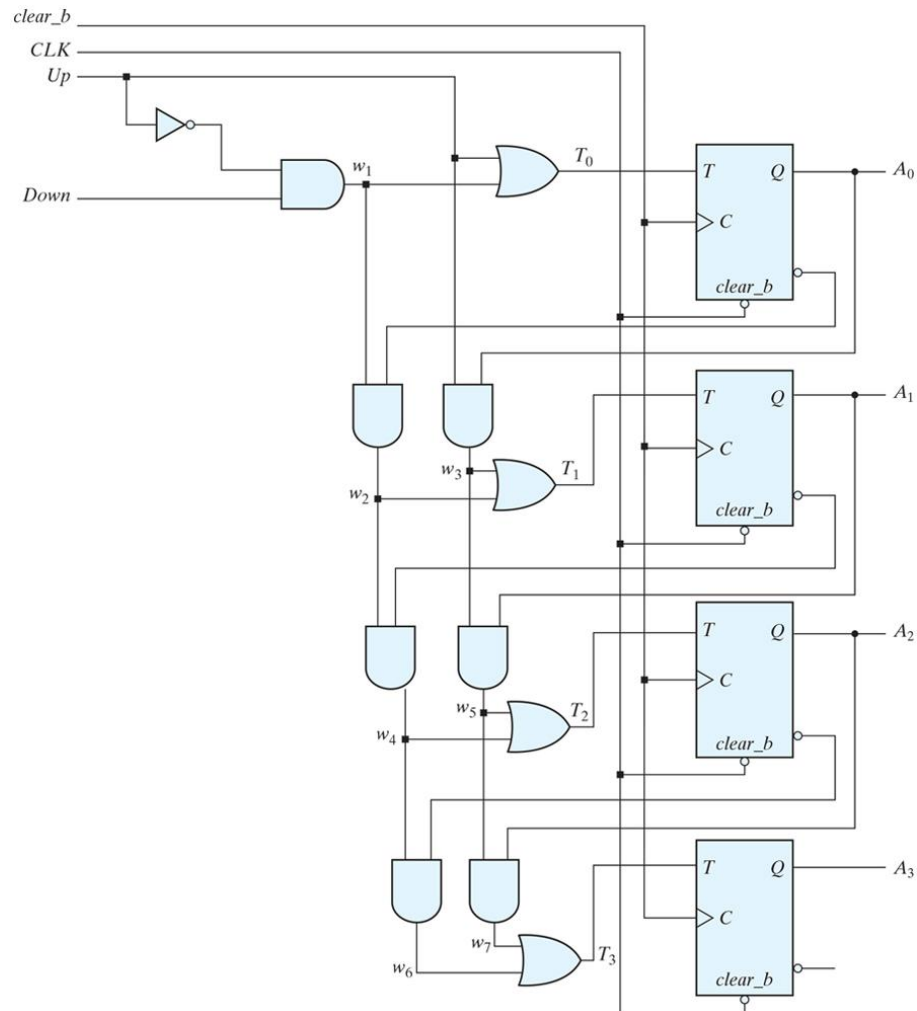 clear_b
CLK
Up
Down
w1
T0
T Q A0
C
clear_b
T Q A1
C
clear_b
w3 T1
w2
T Q A2
C
clear_b
w5 T2
w4
T Q A3
C
clear_b
w7 T3
w6